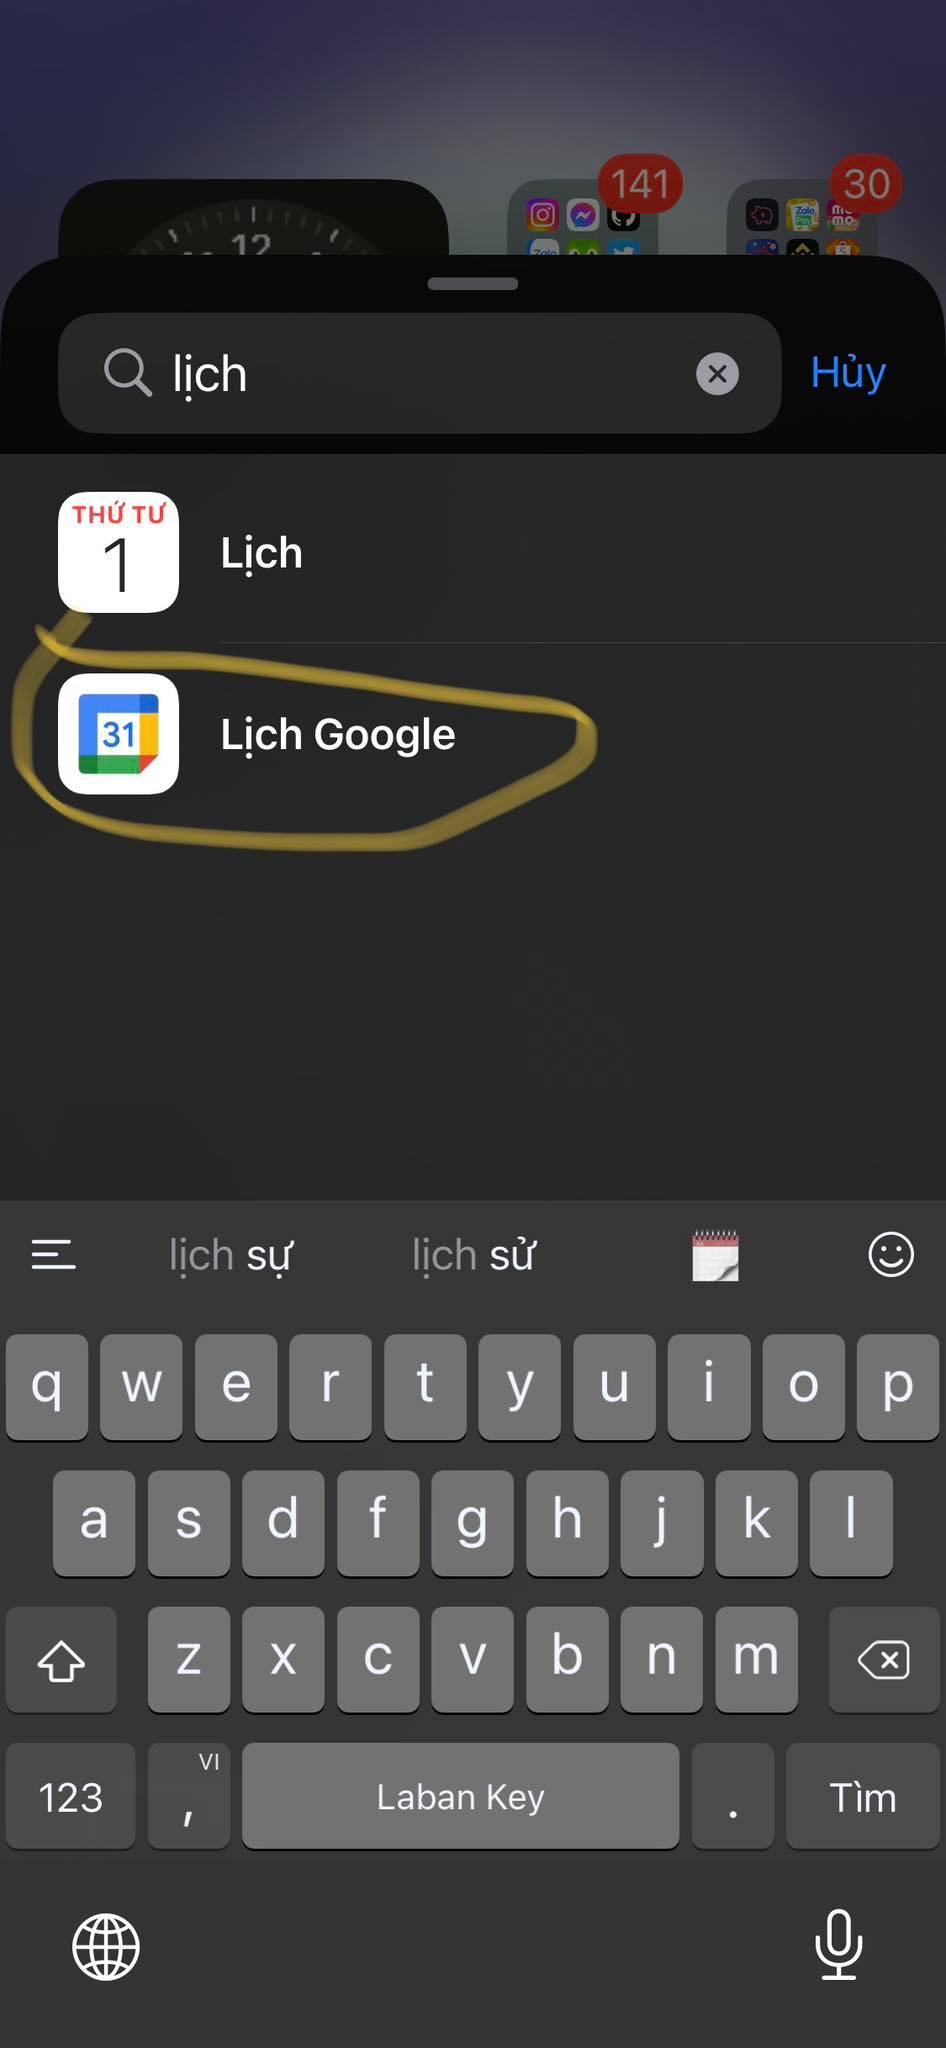 12
141
30
lịch
Hủy
THỨ TƯ
1
Lịch
31
Lịch Google
lịch sự
lịch sử
q w e r t y u i o p
a s d f g h j k l
z x c v b n m
123
VI
,
Laban Key
.
Tìm